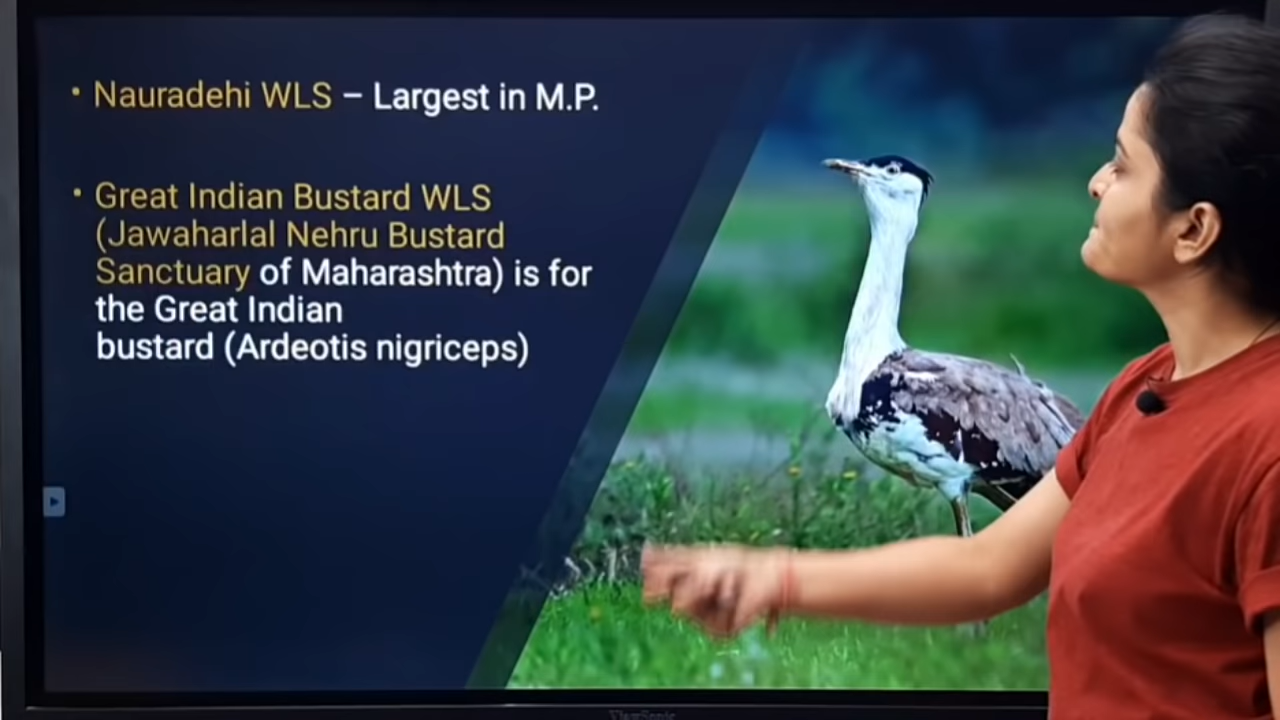 • Nauradehi WLS – Largest in M.P.
• Great Indian Bustard WLS
(Jawaharlal Nehru Bustard
Sanctuary of Maharashtra) is for
the Great Indian
bustard (Ardeotis nigriceps)
ViewSonic